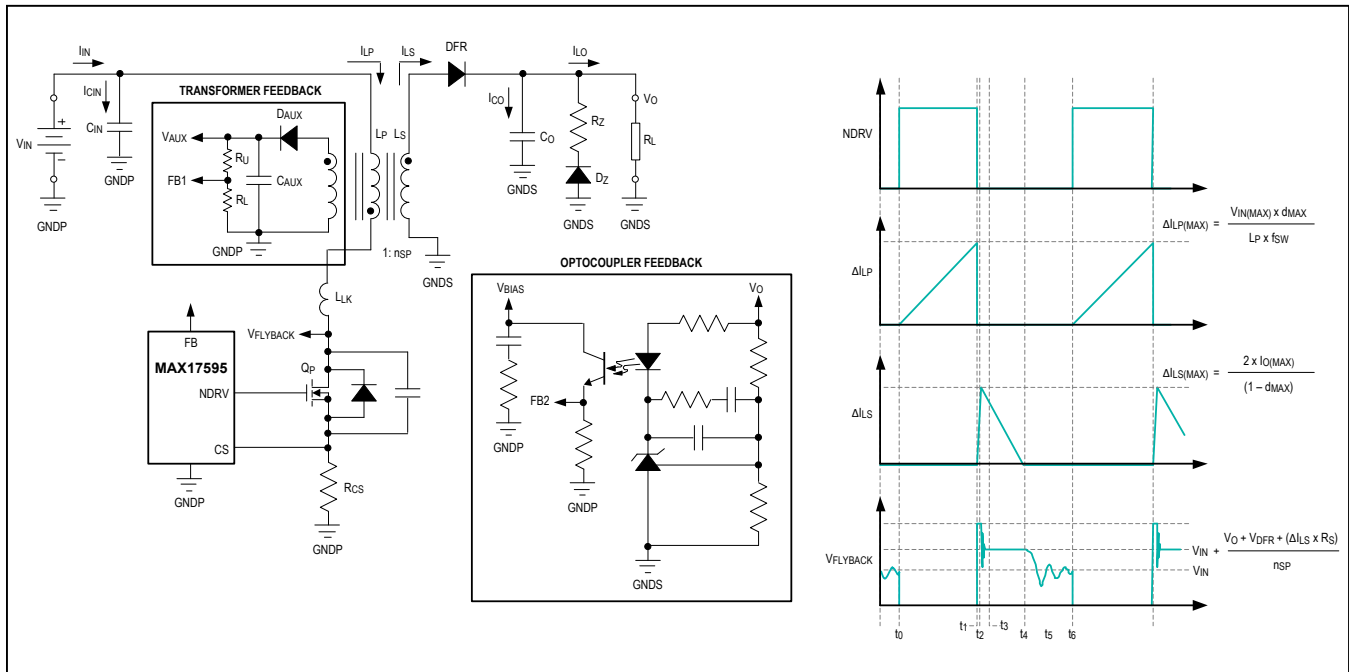 IIN
ILP
ILS
DFR
ILO
ICIN
TRANSFORMER FEEDBACK
ICO
VO
DAUX
VAUX
LP
LS
RZ
VIN
+
−
CIN
RU
CO
RL
FB1
CAUX
DZ
RL
GNDS
GNDP
GNDP
GNDP
GNDS
GNDS
1: nSP
GNDS
OPTOCOUPLER FEEDBACK
LLK
VBIAS
VO
VFLYBACK
FB
MAX17595
QP
NDRV
FB2
CS
GNDP
RCS
GNDP
GNDP
GNDP
GNDS
NDRV
ΔILP
ΔILP(MAX) = VIN(MAX) x dMAX
LP x fSW
ΔILS
ΔILS(MAX) = 2 x IO(MAX)
(1 – dMAX)
VFLYBACK
VIN + VO + VDFR + (ΔILS x RS)
nSP
VIN
t0
t1
t2
t3
t4
t5
t6